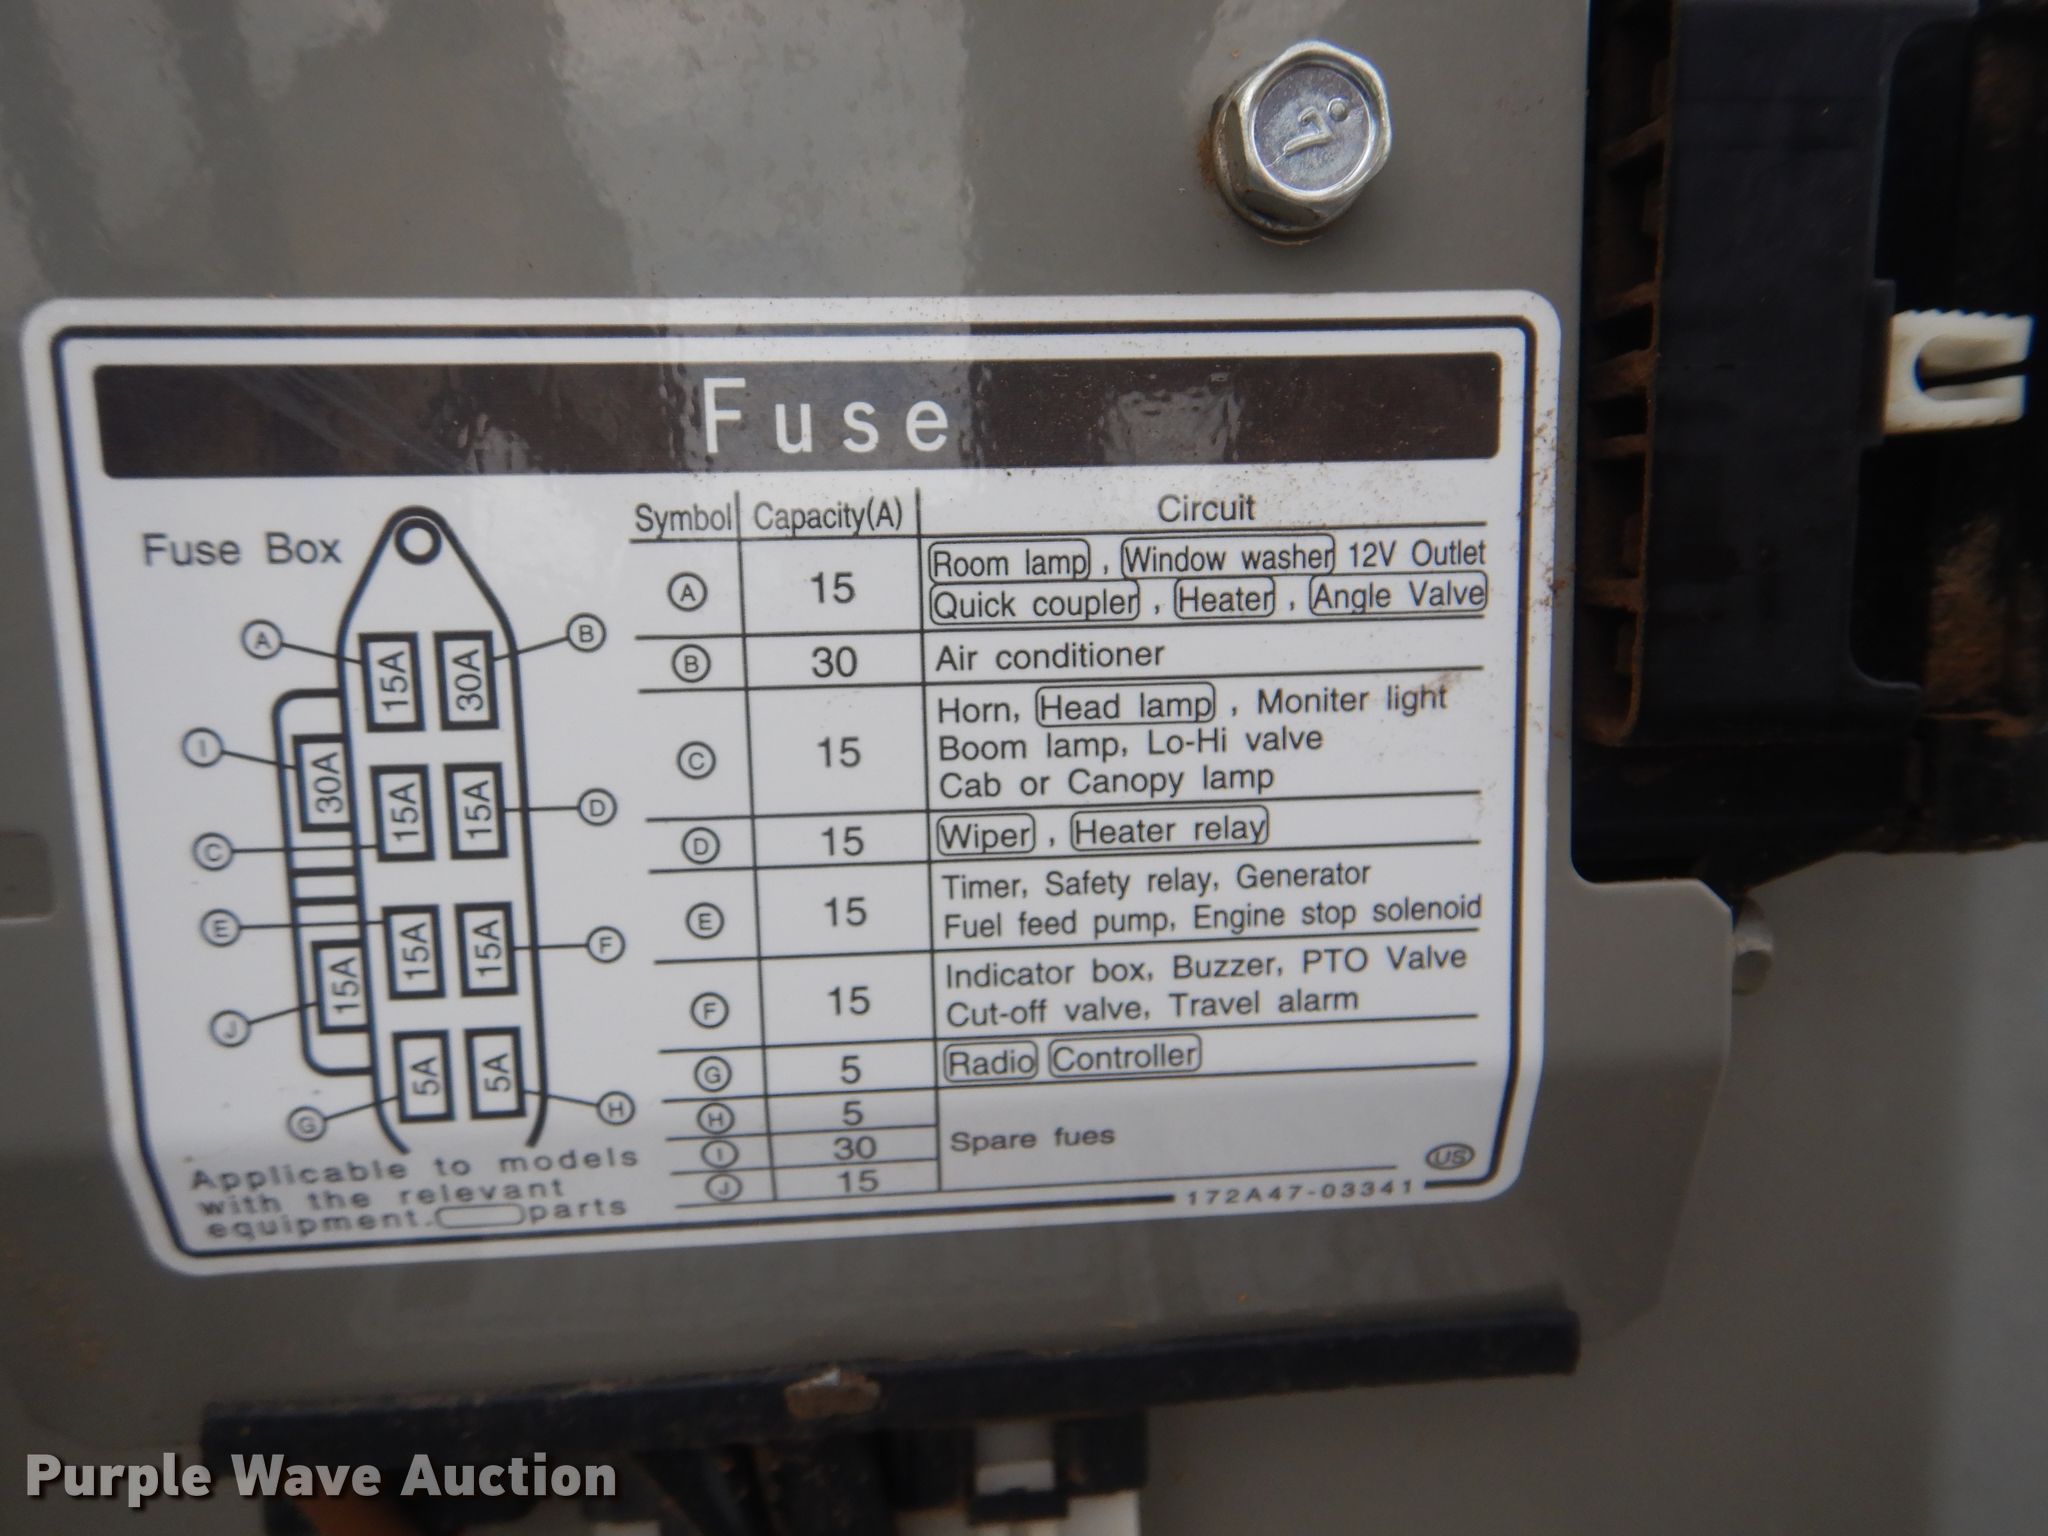 7
Fuse
Fuse Box
A
B
15A
30A
I
30A
C
15A
15A
D
E
15A
15A
F
J
15A
G
5A
5A
H
Applicable to models
with the relevant
equipment. parts
Symbol Capacity(A) Circuit
A 15 Room lamp , Window washer 12V Outlet
Quick coupler , Heater , Angle Valve
B 30 Air conditioner
C 15 Horn, Head lamp , Moniter light
Boom lamp, Lo-Hi valve
Cab or Canopy lamp
D 15 Wiper , Heater relay
E 15 Timer, Safety relay, Generator
Fuel feed pump, Engine stop solenoid
F 15 Indicator box, Buzzer, PTO Valve
Cut-off valve, Travel alarm
G 5 Radio Controller
H 5
I 30 Spare fues
J 15
US
172A47-03341
Purple Wave Auction